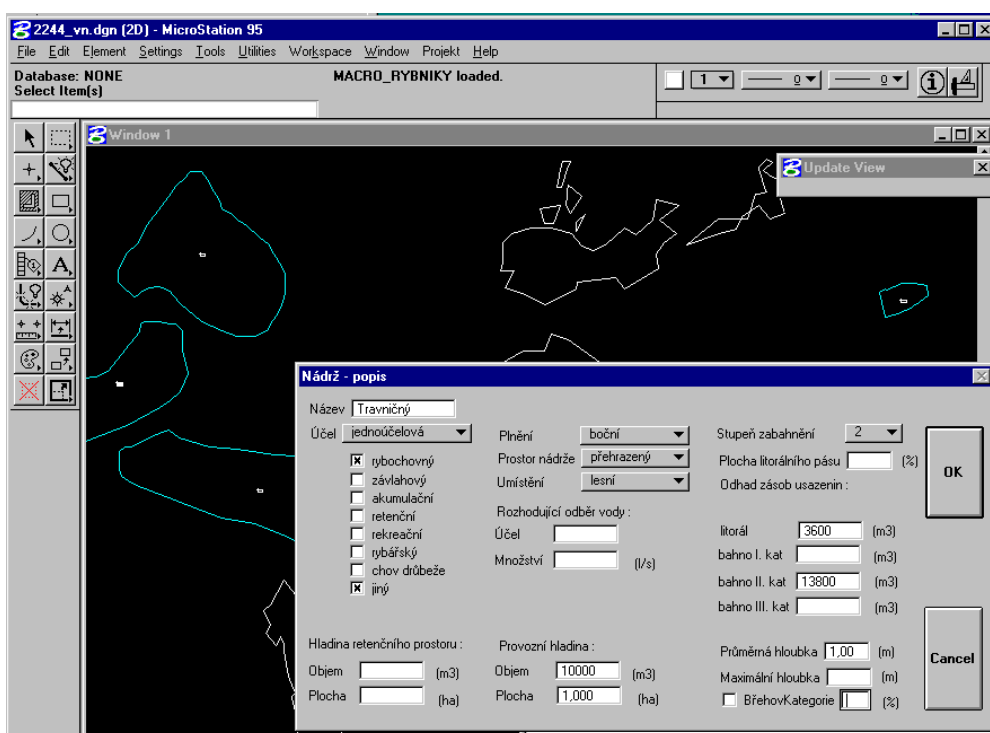 2244_vn.dgn (2D) - MicroStation 95
File Edit Element Settings Tools Utilities Workspace Window Projekt Help
Database: NONE MACRO_RYBNIKY loaded.
Select Item(s)
1 0 0
Window 1
Update View
A
Nádrž - popis
Název Travničný
Účel jednoúčelová
rybochovný
závlahový
akumulační
retenční
rekreační
rybářský
chov drůbeže
jiný
Plnění boční
Prostor nádrže přehrazený
Umístění lesní
Rozhodující odběr vody :
Účel
Množství (l/s)
Stupeň zabahnění 2
Plocha litorálního pásu (%)
Odhad zásob usazenin :
litorál 3600 (m3)
bahno I. kat (m3)
bahno II. kat 13800 (m3)
bahno III. kat (m3)
OK
Hladina retenčního prostoru :
Objem (m3)
Plocha (ha)
Provozní hladina :
Objem 10000 (m3)
Plocha 1,000 (ha)
Průměrná hloubka 1,00 (m)
Maximální hloubka (m)
BřehovKategorie (%)
Cancel